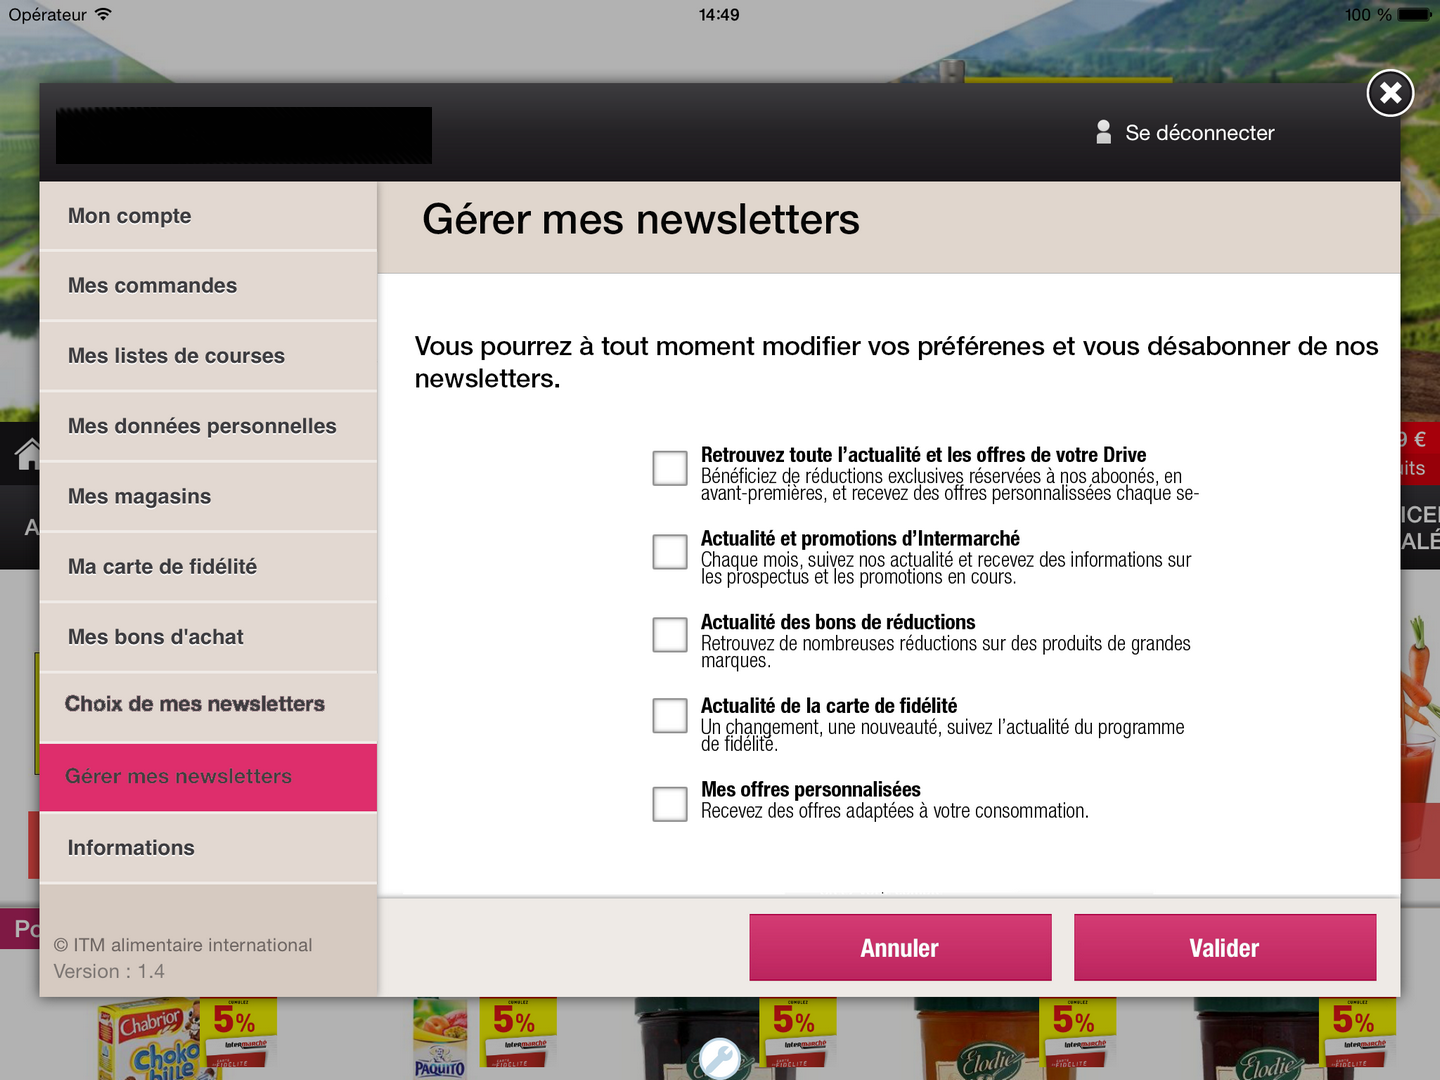 Opérateur
14:49
100 %
Se déconnecter
Mon compte
Mes commandes
Mes listes de courses
Mes données personnelles
Mes magasins
Ma carte de fidélité
Mes bons d'achat
Choix de mes newsletters
Gérer mes newsletters
Informations
© ITM alimentaire international
Version : 1.4
Gérer mes newsletters
Vous pourrez à tout moment modifier vos préférenes et vous désabonner de nos
newsletters.
Retrouvez toute l'actualité et les offres de votre Drive
Bénéficiez de réductions exclusives réservées à nos aboonés, en
avant-premières, et recevez des offres personnalissées chaque se-
Actualité et promotions d'Intermarché
Chaque mois, suivez nos actualité et recevez des informations sur
les prospectus et les promotions en cours.
Actualité des bons de réductions
Retrouvez de nombreuses réductions sur des produits de grandes
marques.
Actualité de la carte de fidélité
Un changement, une nouveauté, suivez l'actualité du programme
de fidélité.
Mes offres personnalisées
Recevez des offres adaptées à votre consommation.
Annuler
Valider
9 €
Chabrior
Choko
bille
5%
Intermarché
PAQUITO
5%
Intermarché
5%
Intermarché
Elodie
5%
Intermarché
Elodie
5%
Intermarché